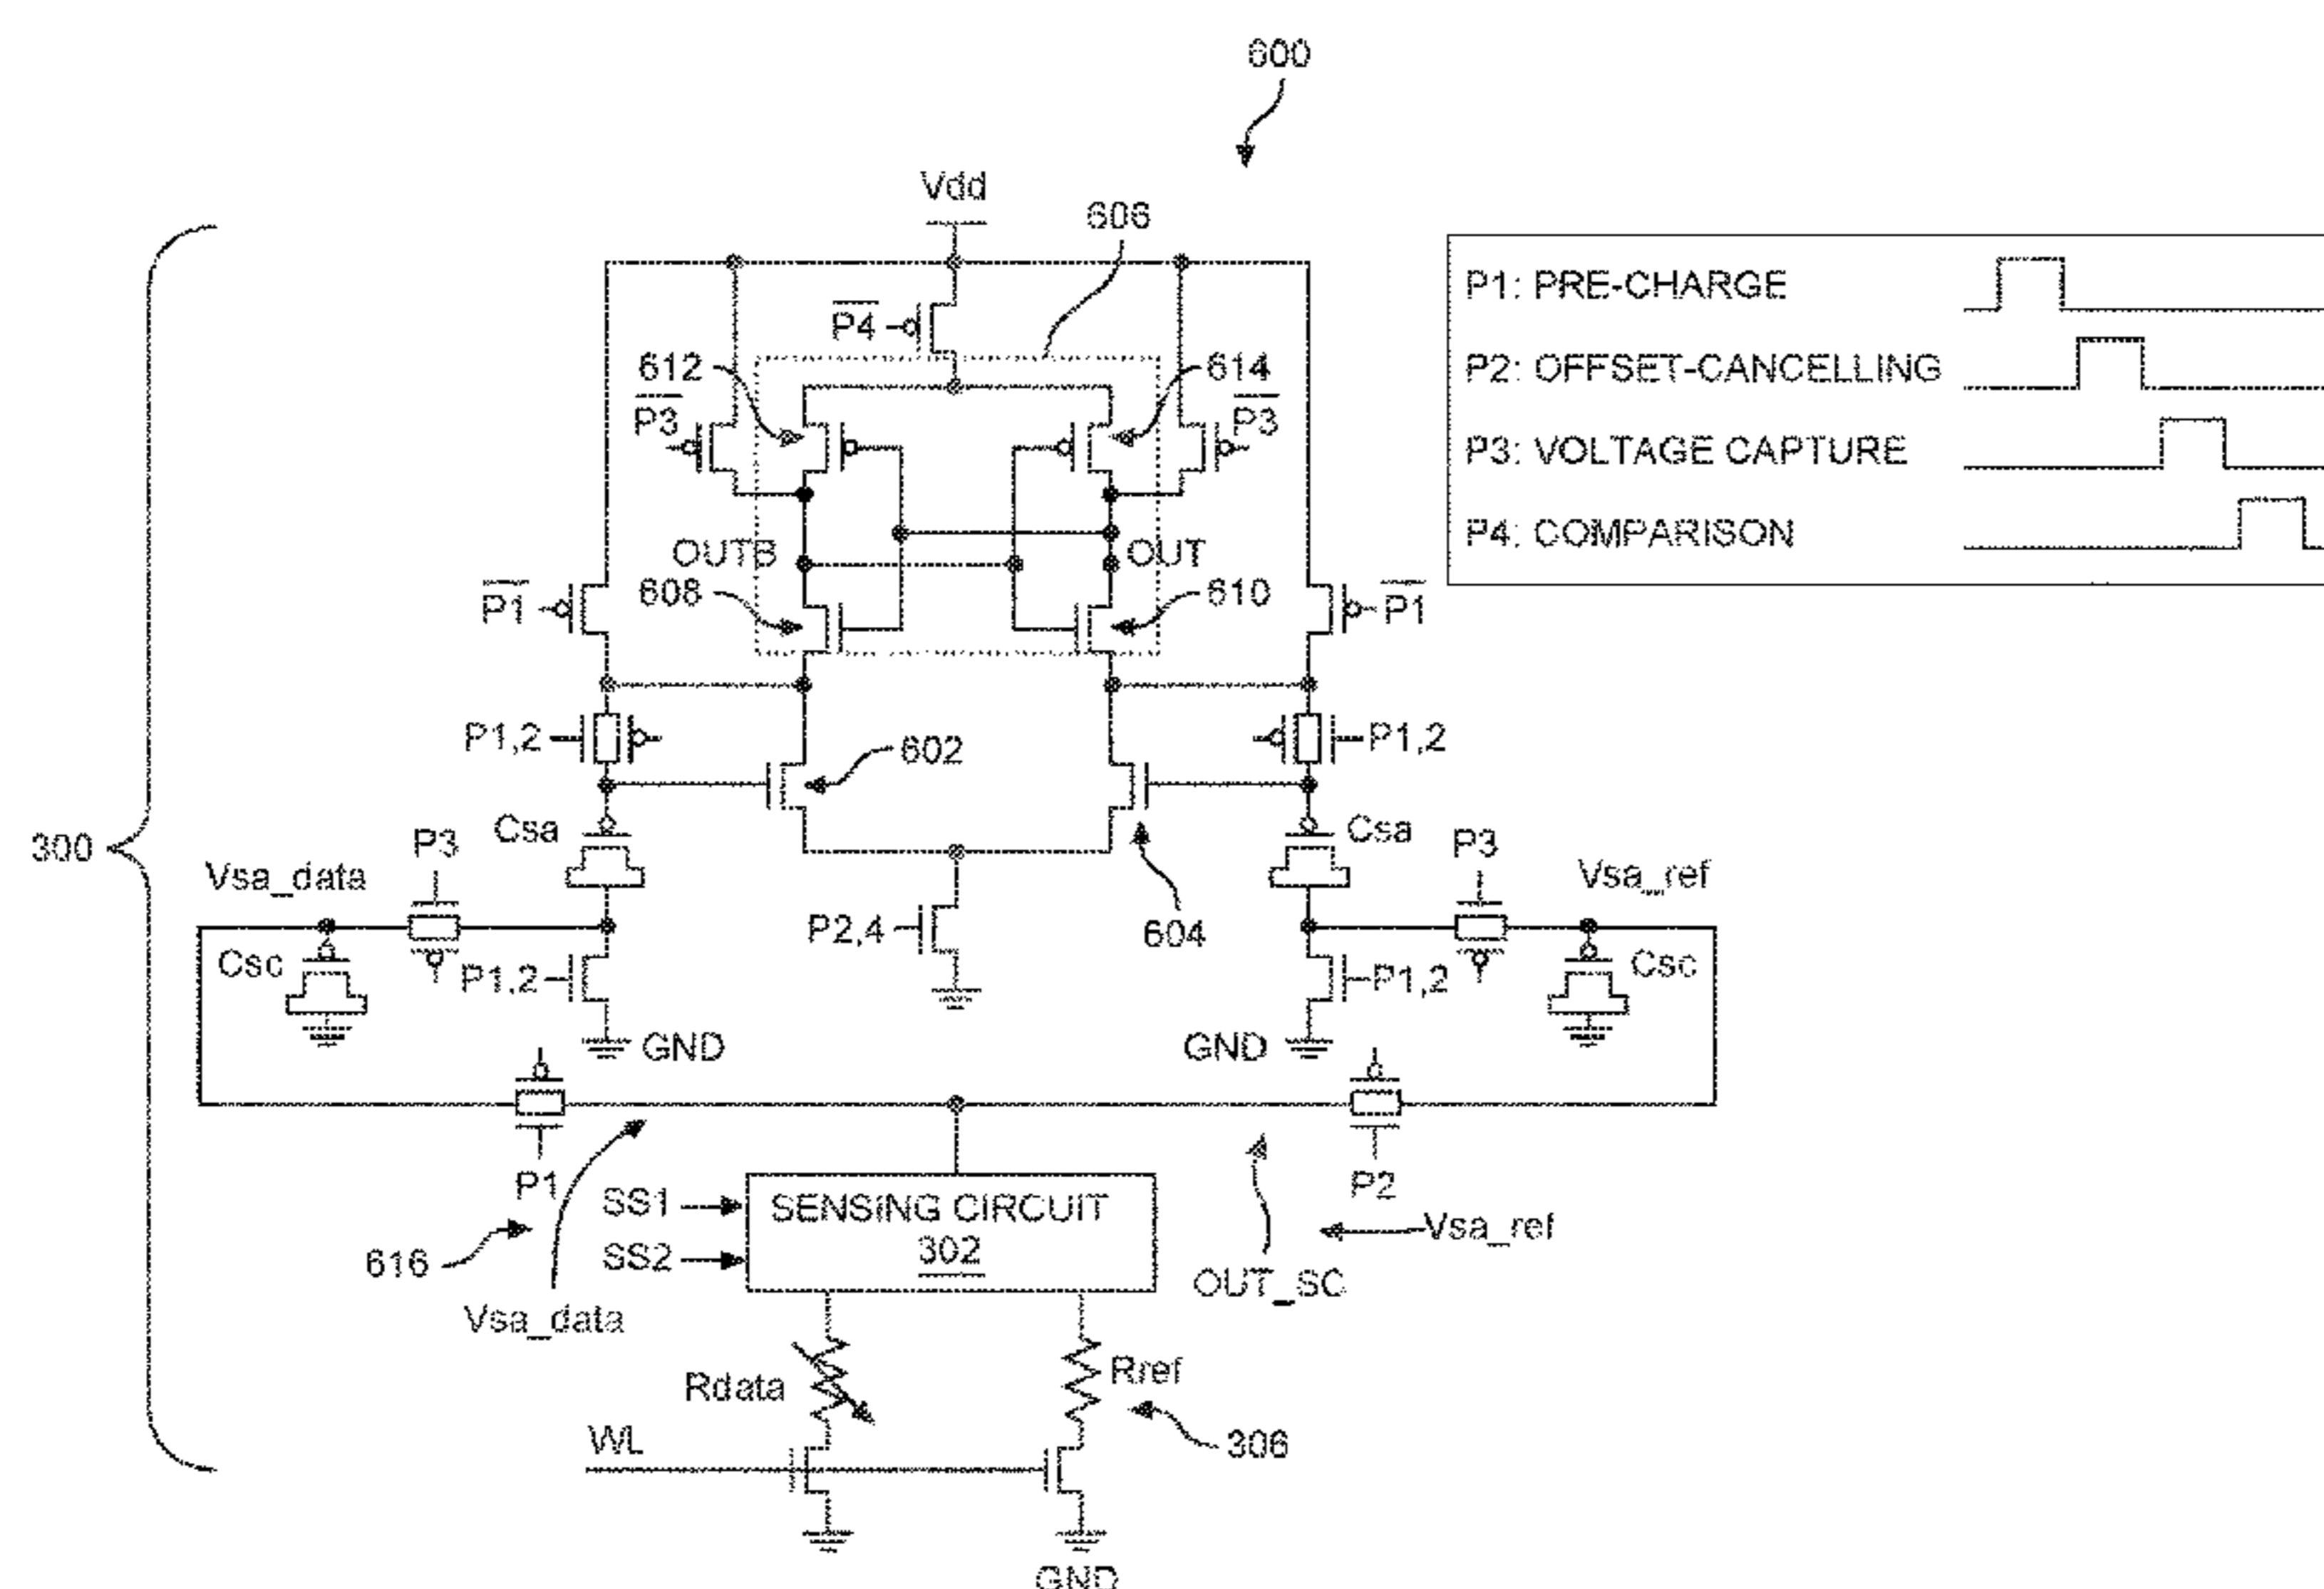 600
Vdd
606
P1: PRE-CHARGE
P2: OFFSET-CANCELLING
P3: VOLTAGE CAPTURE
P4: COMPARISON
P4
612
614
P3
P3
OUTB
OUT
608
610
P1
P1
P1,2
P1,2
602
300
Csa
Csa
P3
P3
Vsa_data
Vsa_ref
P2,4
604
Csc
P1,2
P1,2
Csc
GND
GND
P1
P2
SS1
SENSING CIRCUIT
302
SS2
616
Vsa_ref
OUT_SC
Vsa_data
Rdata
Rref
WL
306
GND